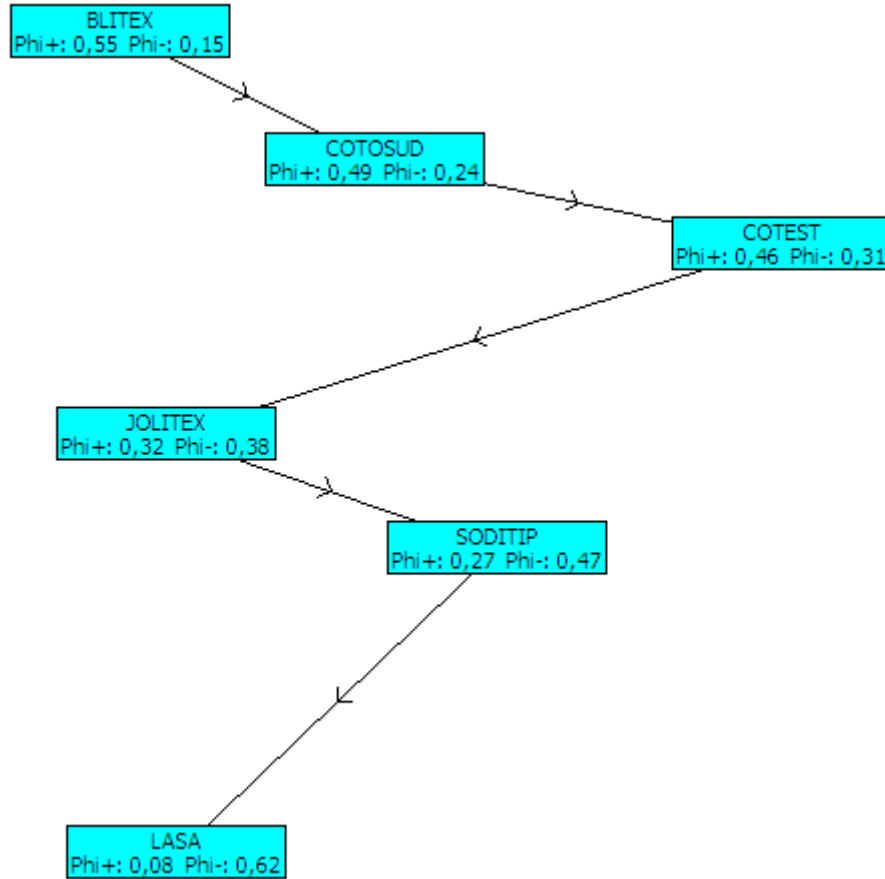 BLITEX
Phi+: 0,55 Phi-: 0,15
COTOSUD
Phi+: 0,49 Phi-: 0,24
COTEST
Phi+: 0,46 Phi-: 0,31
JOLITEX
Phi+: 0,32 Phi-: 0,38
SODITIP
Phi+: 0,27 Phi-: 0,47
LASA
Phi+: 0,08 Phi-: 0,62